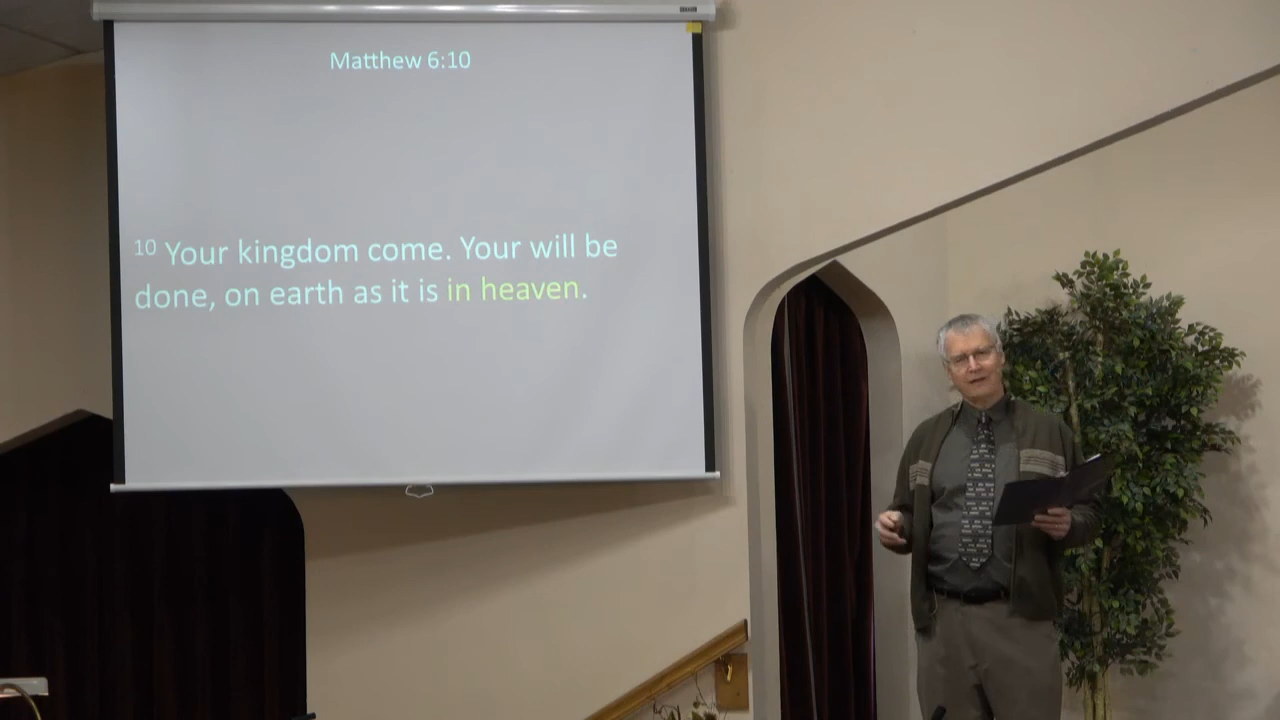 Matthew 6:10
10 Your kingdom come. Your will be
done, on earth as it is in heaven.